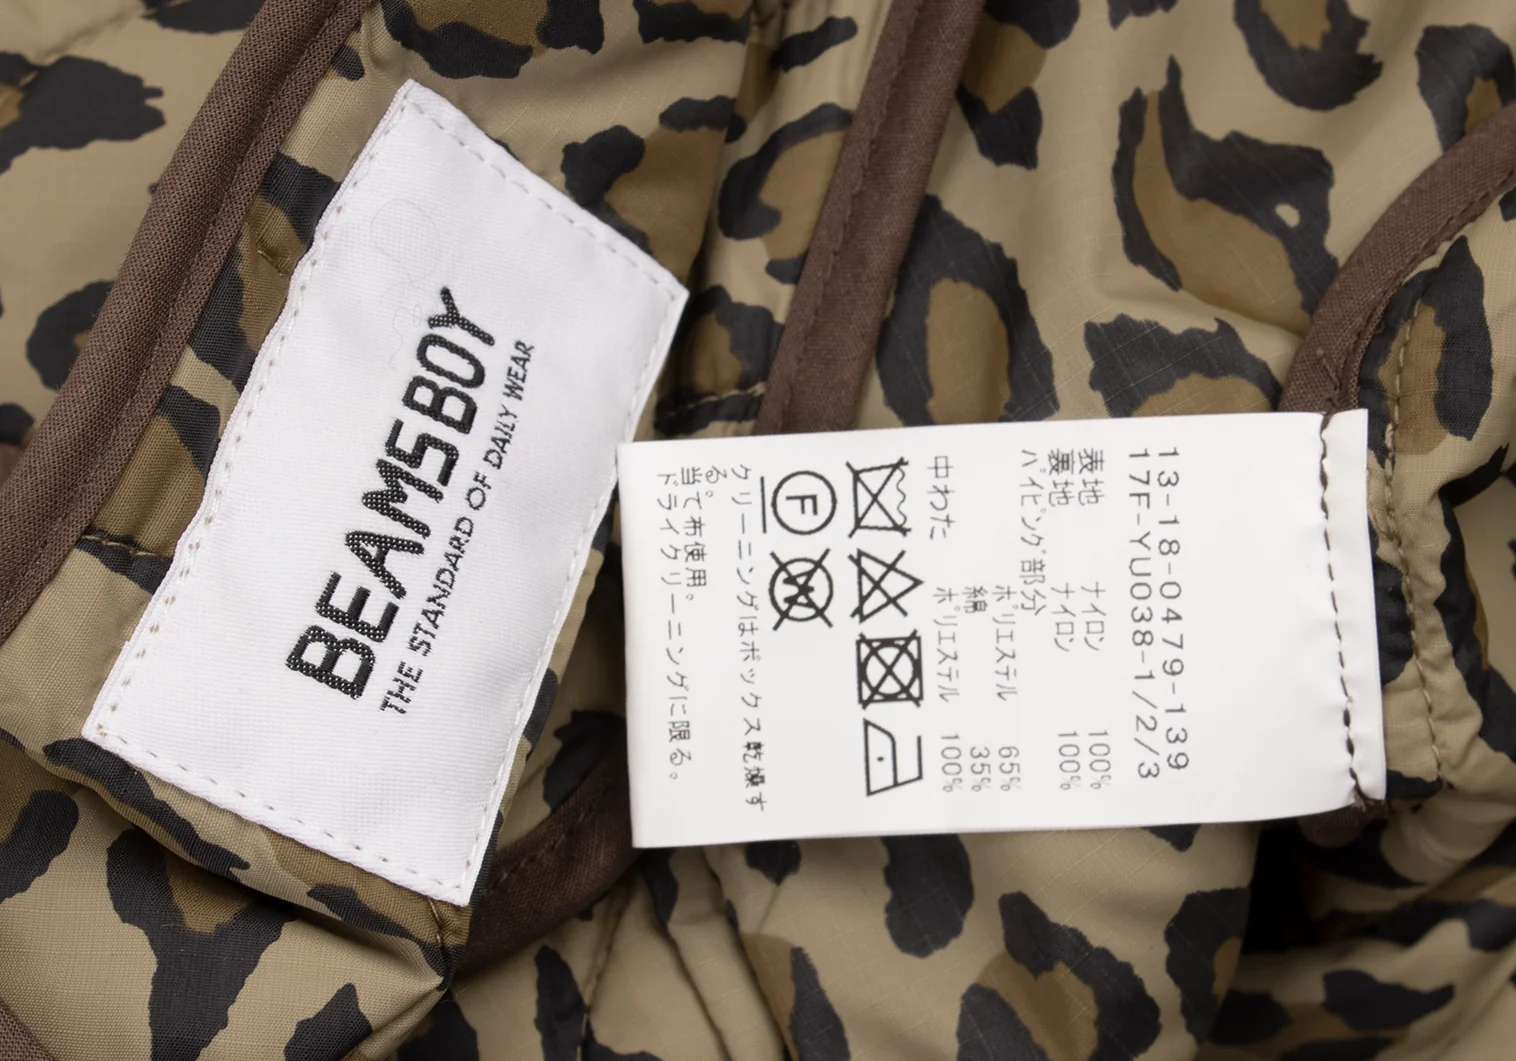 BEAMSBOY
THE STANDARD OF DAILY WEAR
13-18-0479-139
17F-YU038-1/2/3
表地 ナイロン 100%
裏地 ナイロン 100%
パイピング部分 ポリエステル 65%
綿 35%
中わた ポリエステル 100%
F W
クリーニングはボックス乾燥す
る。
当て布使用。
ドライクリーニングに限る。